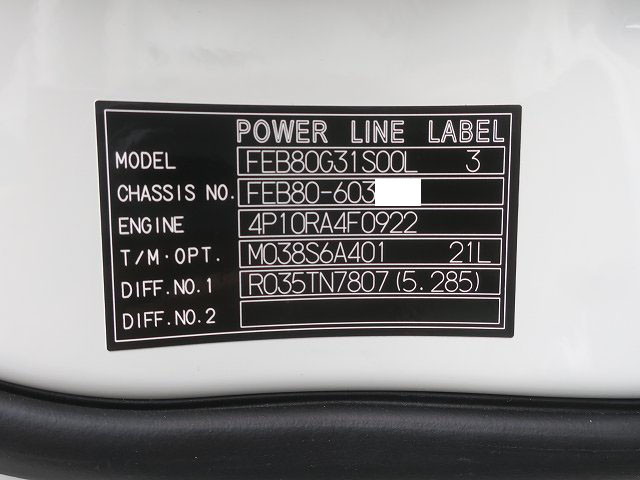 POWER LINE LABEL
MODEL FEB80G31S00L 3
CHASSIS NO. FEB80-603
ENGINE 4P10RA4F0922
T/M·OPT. M038S6A401 21L
DIFF.NO.1 R035TN7807(5.285)
DIFF.NO.2